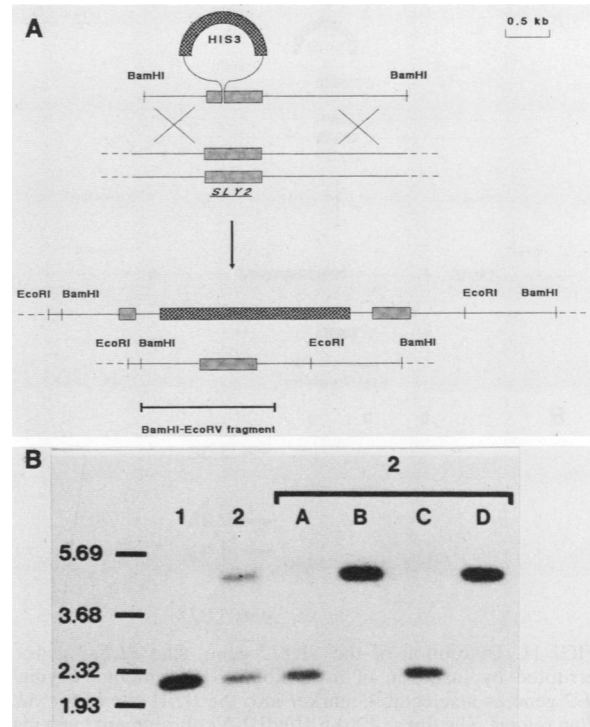 A
HIS3
0.5 kb
BamHI
BamHI
SLY2
EcoRI
BamHI
EcoRI
BamHI
EcoRI
BamHI
EcoRI
BamHI
BamHI-EcoRV fragment
B
2
1 2 A B C D
5.69
3.68
2.32
1.93